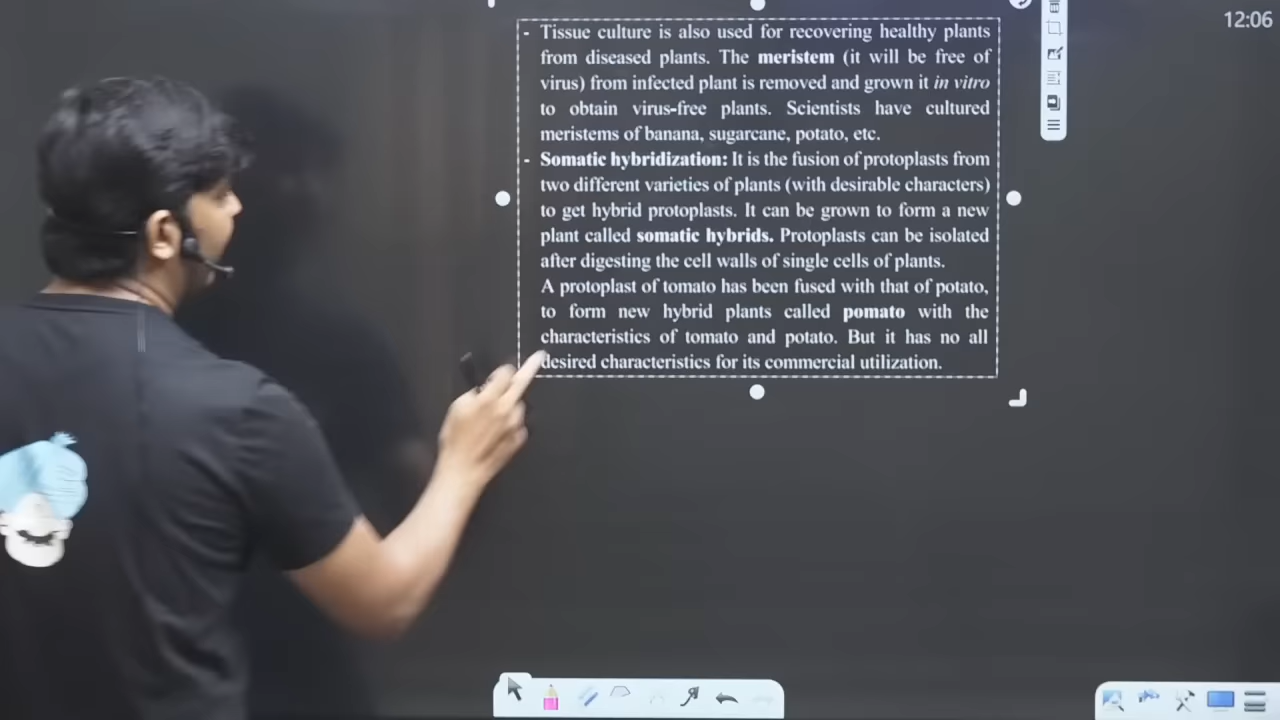 12:06
- Tissue culture is also used for recovering healthy plants
from diseased plants. The meristem (it will be free of
virus) from infected plant is removed and grown it in vitro
to obtain virus-free plants. Scientists have cultured
meristems of banana, sugarcane, potato, etc.
- Somatic hybridization: It is the fusion of protoplasts from
two different varieties of plants (with desirable characters)
to get hybrid protoplasts. It can be grown to form a new
plant called somatic hybrids. Protoplasts can be isolated
after digesting the cell walls of single cells of plants.
A protoplast of tomato has been fused with that of potato,
to form new hybrid plants called pomato with the
characteristics of tomato and potato. But it has no all
desired characteristics for its commercial utilization.